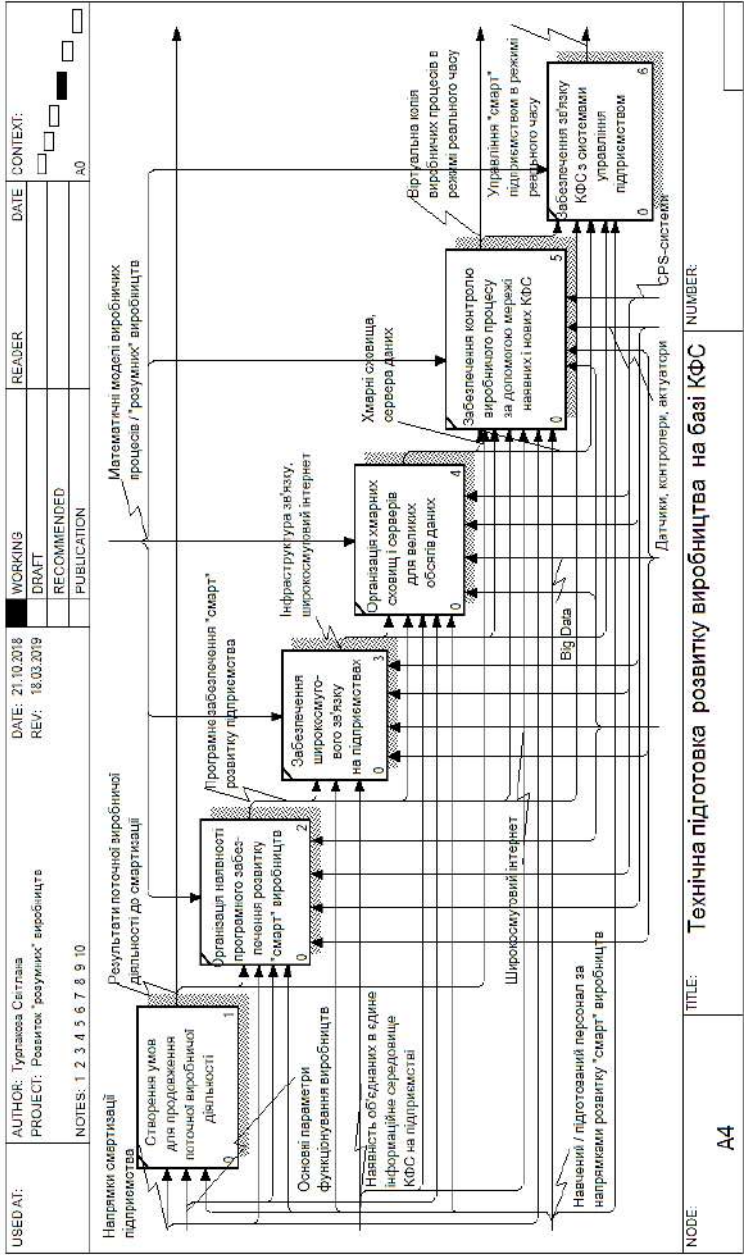 USED AT:
AUTHOR: Турлакова Світлана
PROJECT: Розвиток "розумних" виробництв
NOTES: 1 2 3 4 5 6 7 8 9 10
DATE: 21.10.2018
REV: 18.03.2019
WORKING
DRAFT
RECOMMENDED
PUBLICATION
READER
DATE
CONTEXT:
A0
Напрямки смартизації
підприємства
Створення умов
для продовження
поточної виробничої
діяльності
0
1
Результати поточної виробничої
діяльності до смартизації
Організація наявності
програмного забез-
печення розвитку
"смарт" виробництв
0
2
Програмне забезпечення "смарт"
розвитку підприємства
Математичні моделі виробничих
процесів / "розумних" виробництв
Забезпечення
широкосмуго-
вого зв'язку
на підприємствах
0
3
Інфраструктура зв'язку,
широкосмуговий інтернет
Організація хмарних
сховищ і серверів
для великих
обсягів даних
0
4
Хмарні сховища,
сервера даних
Забезпечення контролю
виробничого процесу
за допомогою мережі
наявних і нових КФС
0
5
Віртуальна копія
виробничих процесів в
режимі реального часу
Управління "смарт"
підприємством в режимі
реального часу
Забезпечення зв'язку
КФС з системами
управління
підприємством
0
6
Основні параметри
функціонування виробництв
Наявність об'єднаних в єдине
інформаційне середовище
КФС на підприємстві
Навчений / підготований персонал за
напрямками розвитку "смарт" виробництв
Широкосмуговий інтернет
Big Data
Датчики, контролери, актуатори
CPS-системи
NODE:
A4
TITLE:
Технічна підготовка розвитку виробництва на базі КФС
NUMBER: